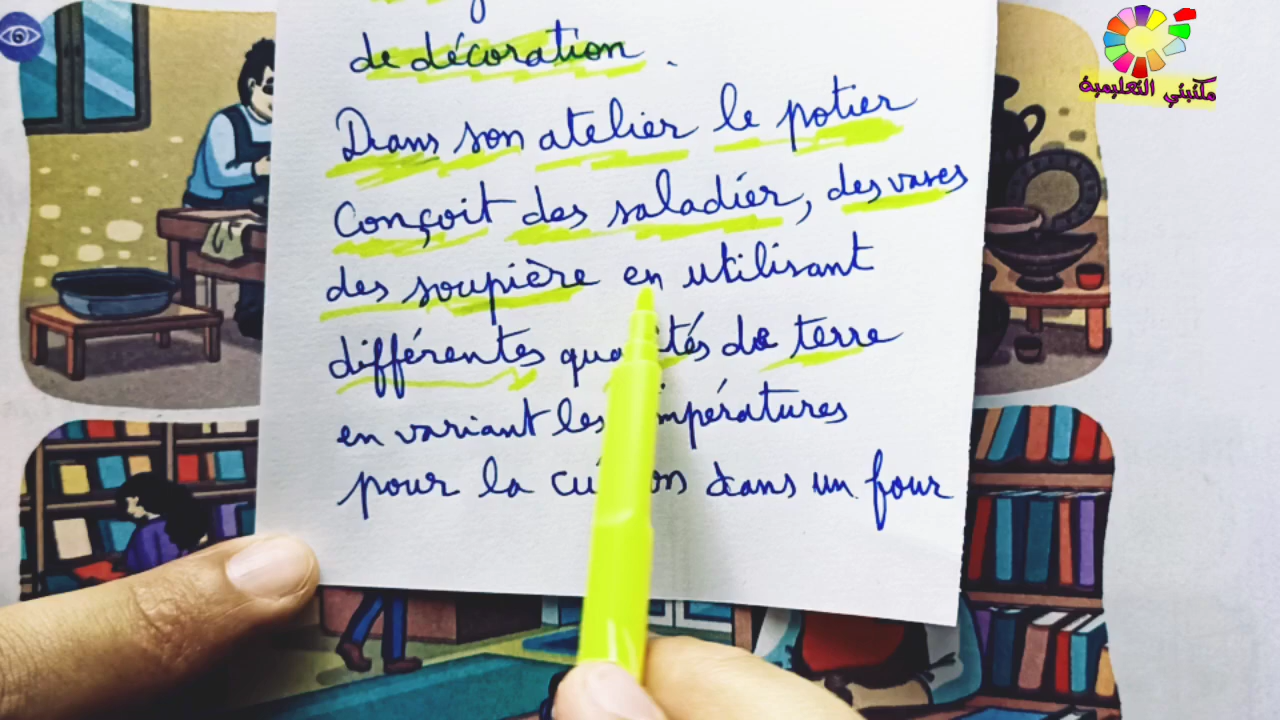 de décoration.
Dans son atelier le potier
Conçoit des saladier, des vases
des soupière en utilisant
différentes de terre
en variant les
pour la dans un four
مكتبتي التعليمية